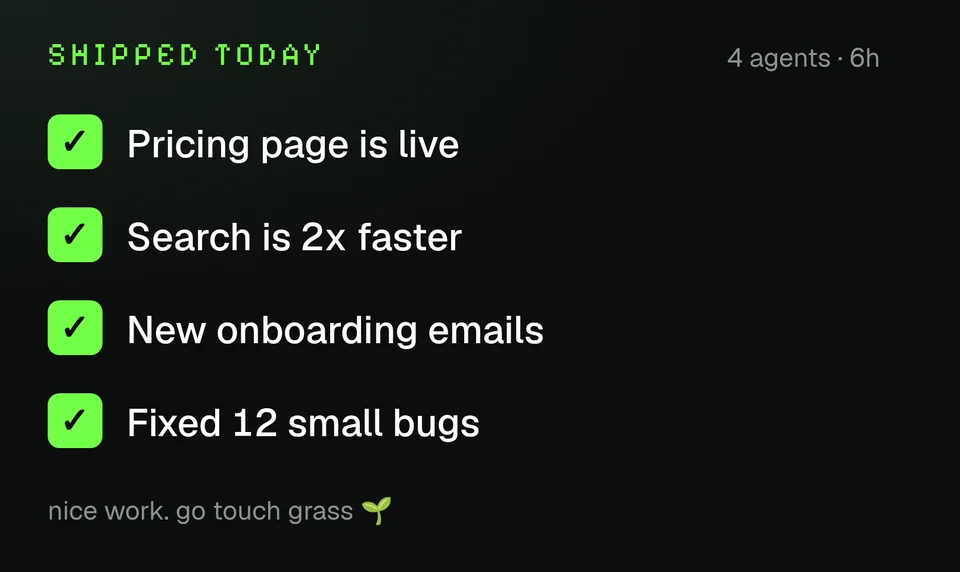 SHIPPED TODAY
4 agents · 6h
✓ Pricing page is live
✓ Search is 2x faster
✓ New onboarding emails
✓ Fixed 12 small bugs
nice work. go touch grass 🌱